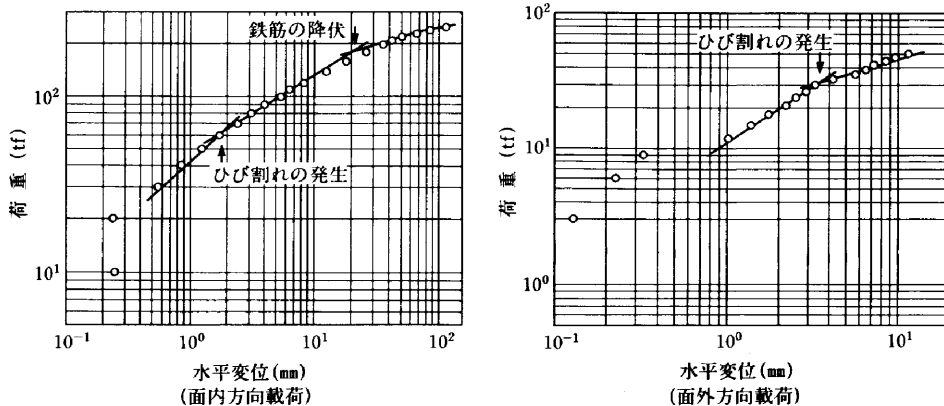 鉄筋の降伏
10²
荷重 (tf)
ひび割れの発生
10¹
10⁻¹ 10⁰ 10¹ 10²
水平変位(mm)
(面内方向載荷)
10²
ひび割れの発生
荷重 (tf)
10¹
10⁰
10⁻¹ 10⁰ 10¹
水平変位(mm)
(面外方向載荷)